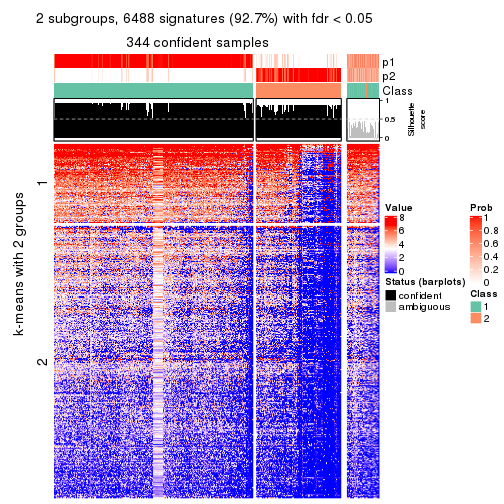 2 subgroups, 6488 signatures (92.7%) with fdr < 0.05
344 confident samples
p1
p2
Class
1
0.5
0
Silhouette
score
k-means with 2 groups
1
2
Value
8
6
4
2
0
Status (barplots)
confident
ambiguous
Prob
1
0.8
0.6
0.4
0.2
0
Class
1
2